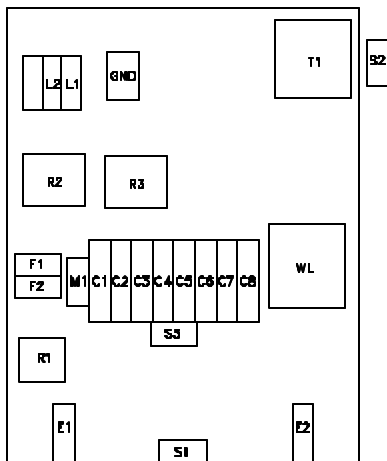 L2 L1
GND
T1
S2
R2
R3
F1
F2
M1 C1 C2 C3 C4 C5 C6 C7 C8
WL
S3
R1
E1
E2
S1